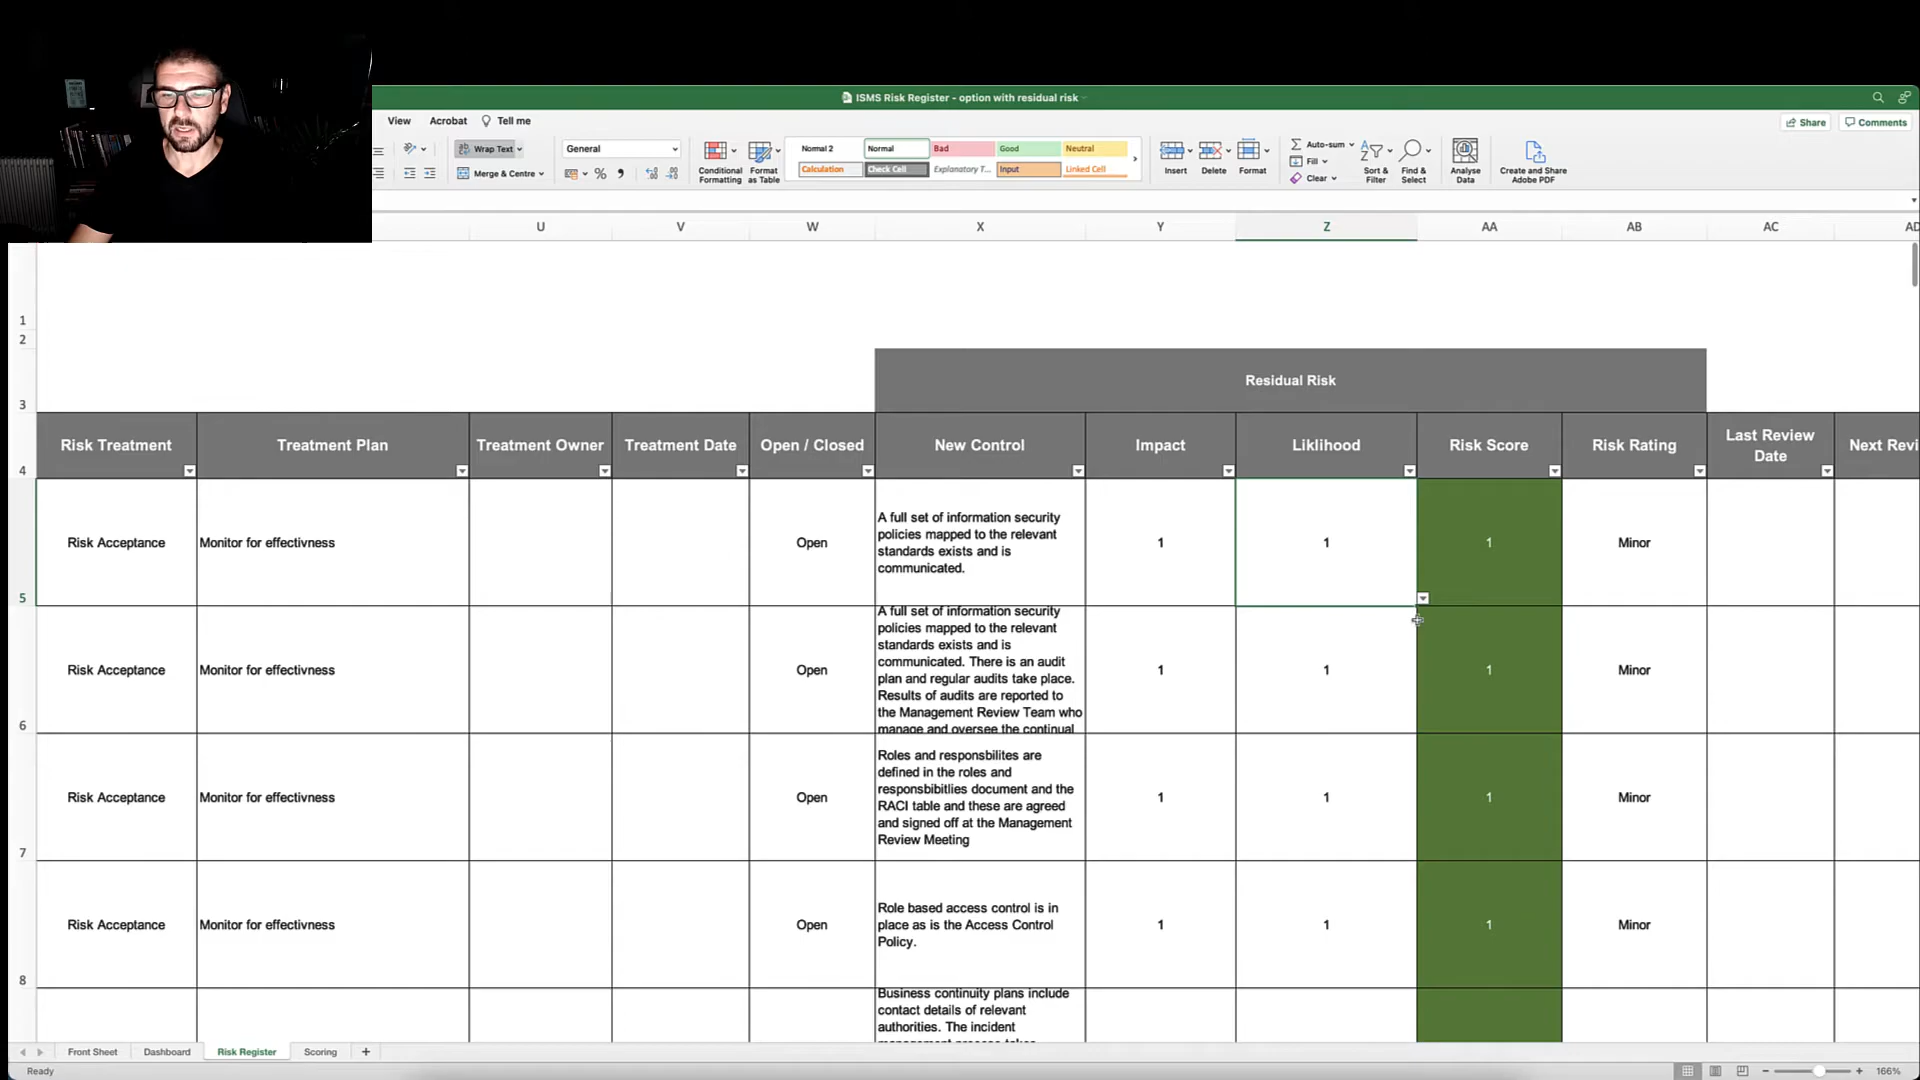 ISMS Risk Register - option with residual risk
View Acrobat Tell me
Share Comments
Wrap Text General
Merge & Centre
Conditional Formatting
Format as Table
Normal 2 Normal Bad Good Neutral
Calculation Check Cell Explanatory T... Input Linked Cell
Insert Delete Format
Auto-sum
Fill
Clear
Sort & Filter
Find & Select
Analyse Data
Create and Share Adobe PDF
U V W X Y Z AA AB AC AD
1
2
3
Residual Risk
4
Risk Treatment Treatment Plan Treatment Owner Treatment Date Open / Closed New Control Impact Liklihood Risk Score Risk Rating Last Review Date Next Revi
5
Risk Acceptance Monitor for effectivness Open
A full set of information security
policies mapped to the relevant
standards exists and is
communicated.
1 1 1 Minor
6
Risk Acceptance Monitor for effectivness Open
A full set of information security
policies mapped to the relevant
standards exists and is
communicated. There is an audit
plan and regular audits take place.
Results of audits are reported to
the Management Review Team who
manage and oversee the continual
1 1 1 Minor
7
Risk Acceptance Monitor for effectivness Open
Roles and responsbilites are
defined in the roles and
responsbibitlies document and the
RACI table and these are agreed
and signed off at the Management
Review Meeting
1 1 1 Minor
8
Risk Acceptance Monitor for effectivness Open
Role based access control is in
place as is the Access Control
Policy.
1 1 1 Minor
Business continuity plans include
contact details of relevant
authorities. The incident
Front Sheet Dashboard Risk Register Scoring +
Ready
166%